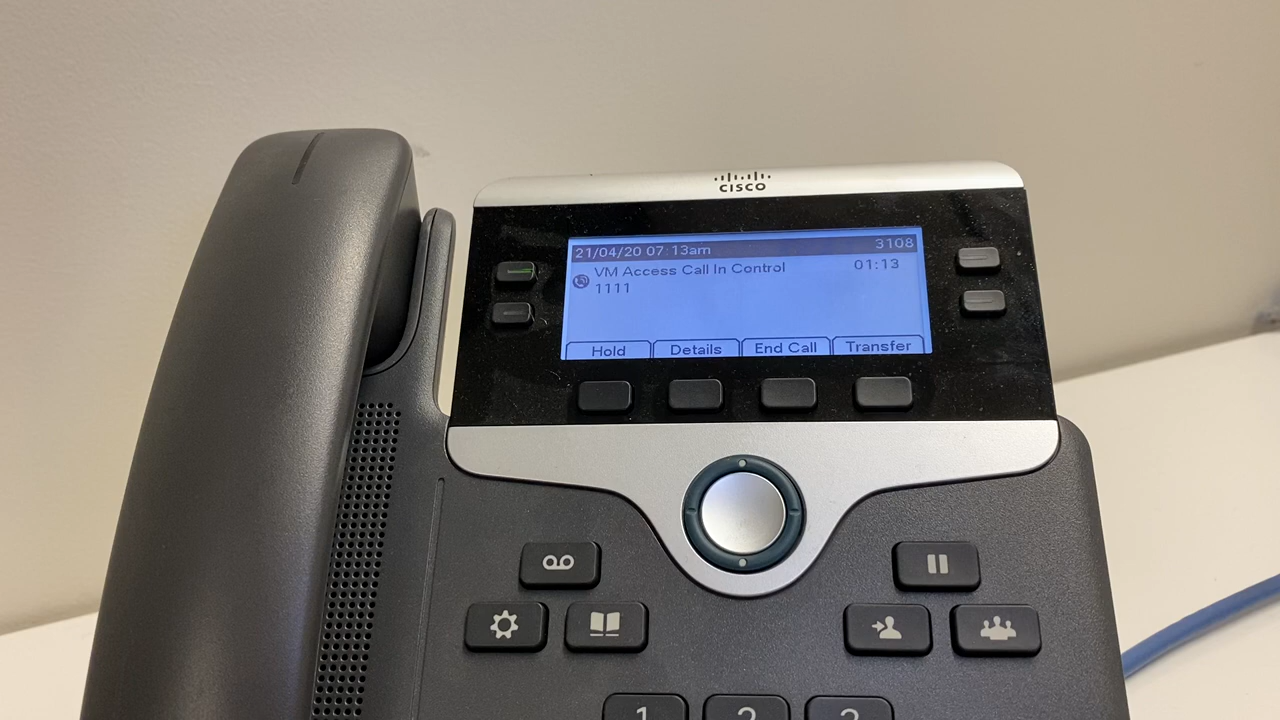 CISCO
21/04/20 07:13am 3108
VM Access Call In Control 01:13
1111
Hold Details End Call Transfer
1 2 3